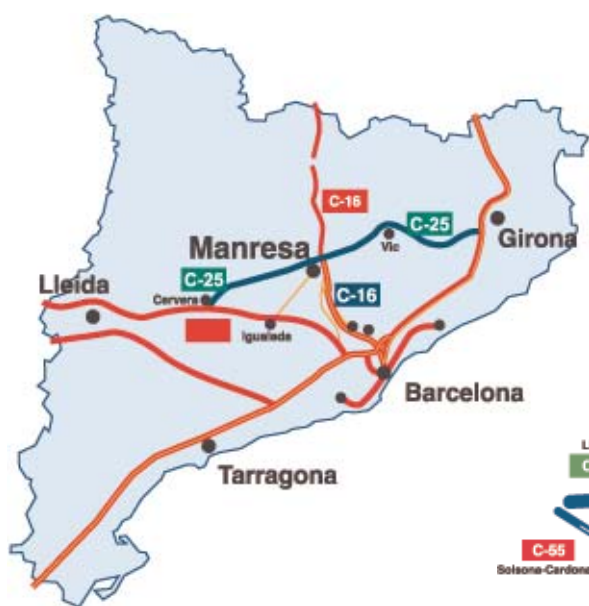 C-16
C-25
Girona
Vic
Manresa
C-25
Lleida
Cervera
C-16
Igualada
Barcelona
Tarragona
L
C
C-55
Solsona-Cardona